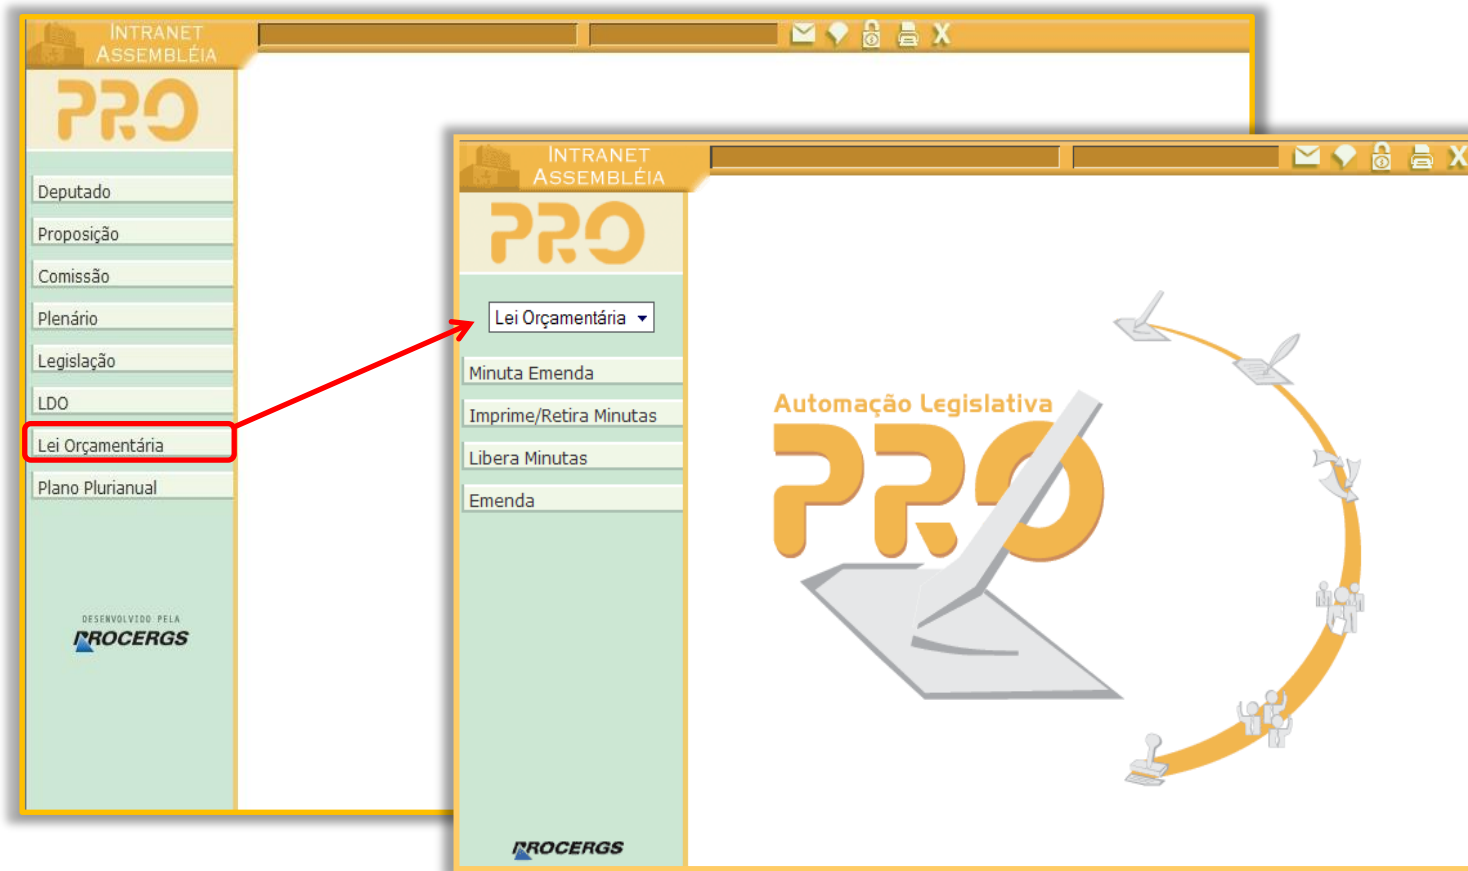 INTRANET
ASSEMBLÉIA
PRO
Deputado
Proposição
Comissão
Plenário
Legislação
LDO
Lei Orçamentária
Plano Plurianual
DESENVOLVIDO PELA
PROCERGS
INTRANET
ASSEMBLÉIA
PRO
Lei Orçamentária
Minuta Emenda
Imprime/Retira Minutas
Libera Minutas
Emenda
PROCERGS
Automação Legislativa
PRO